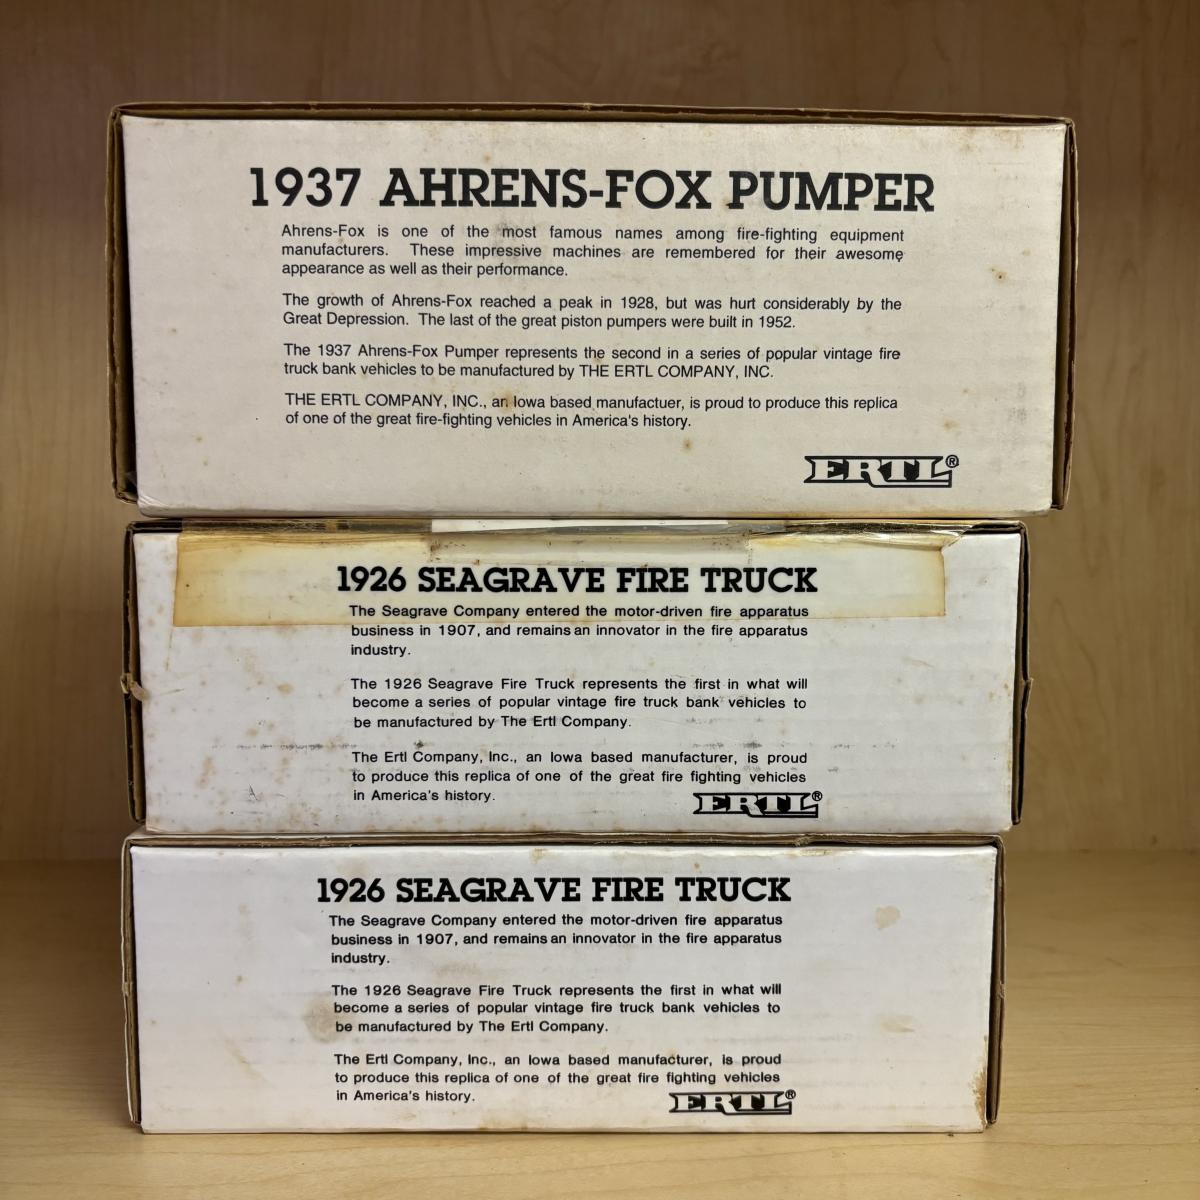 1937 AHRENS-FOX PUMPER
Ahrens-Fox is one of the most famous names among fire-fighting equipment
manufacturers. These impressive machines are remembered for their awesome
appearance as well as their performance.
The growth of Ahrens-Fox reached a peak in 1928, but was hurt considerably by the
Great Depression. The last of the great piston pumpers were built in 1952.
The 1937 Ahrens-Fox Pumper represents the second in a series of popular vintage fire
truck bank vehicles to be manufactured by THE ERTL COMPANY, INC.
THE ERTL COMPANY, INC., an Iowa based manufactuer, is proud to produce this replica
of one of the great fire-fighting vehicles in America's history.
ERTL®
1926 SEAGRAVE FIRE TRUCK
The Seagrave Company entered the motor-driven fire apparatus
business in 1907, and remains an innovator in the fire apparatus
industry.
The 1926 Seagrave Fire Truck represents the first in what will
become a series of popular vintage fire truck bank vehicles to
be manufactured by The Ertl Company.
The Ertl Company, Inc., an Iowa based manufacturer, is proud
to produce this replica of one of the great fire fighting vehicles
in America's history.
ERTL®
1926 SEAGRAVE FIRE TRUCK
The Seagrave Company entered the motor-driven fire apparatus
business in 1907, and remains an innovator in the fire apparatus
industry.
The 1926 Seagrave Fire Truck represents the first in what will
become a series of popular vintage fire truck bank vehicles to
be manufactured by The Ertl Company.
The Ertl Company, Inc., an Iowa based manufacturer, is proud
to produce this replica of one of the great fire fighting vehicles
in America's history.
ERTL®